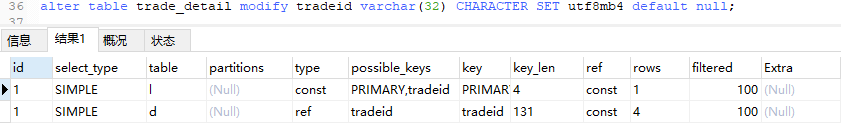 36 alter table trade_detail modify tradeid varchar(32) CHARACTER SET utf8mb4 default null;
37
信息 结果1 概况 状态
id select_type table partitions type possible_keys key key_len ref rows filtered Extra
1 SIMPLE l (Null) const PRIMARY,tradeid PRIMAR 4 const 1 100 (Null)
1 SIMPLE d (Null) ref tradeid tradeid 131 const 4 100 (Null)